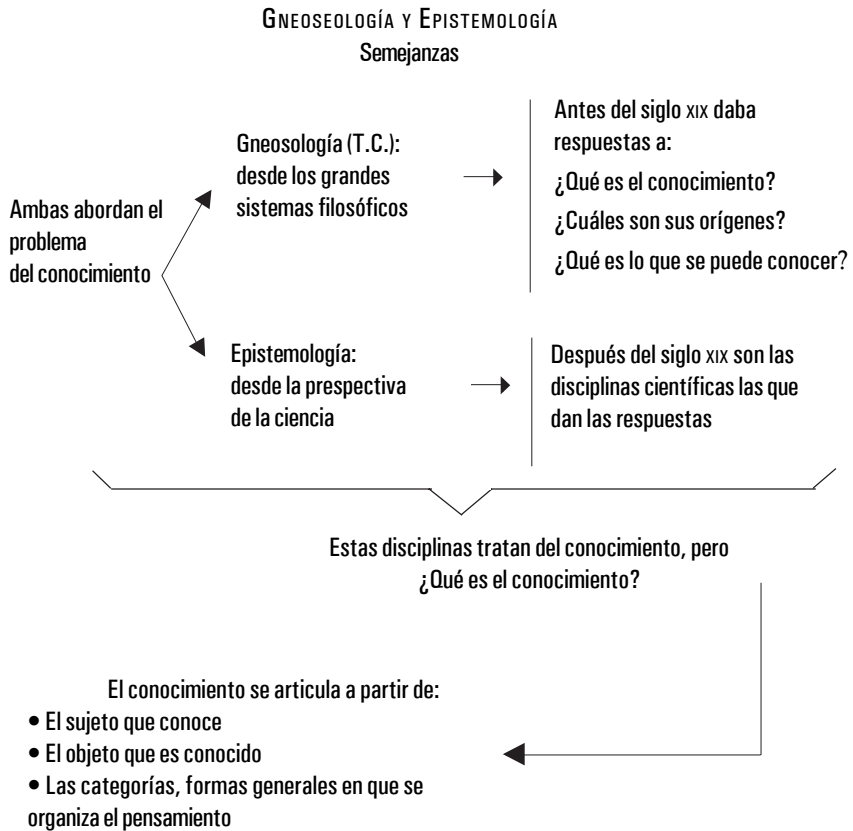 GNEOSEOLOGÍA Y EPISTEMOLOGÍA
Semejanzas
Ambas abordan el
problema
del conocimiento
Gneosología (T.C.):
desde los grandes
sistemas filosóficos
Antes del siglo XIX daba
respuestas a:
¿Qué es el conocimiento?
¿Cuáles son sus orígenes?
¿Qué es lo que se puede conocer?
Epistemología:
desde la prespectiva
de la ciencia
Después del siglo XIX son las
disciplinas científicas las que
dan las respuestas
Estas disciplinas tratan del conocimiento, pero
¿Qué es el conocimiento?
El conocimiento se articula a partir de:
• El sujeto que conoce
• El objeto que es conocido
• Las categorías, formas generales en que se
organiza el pensamiento